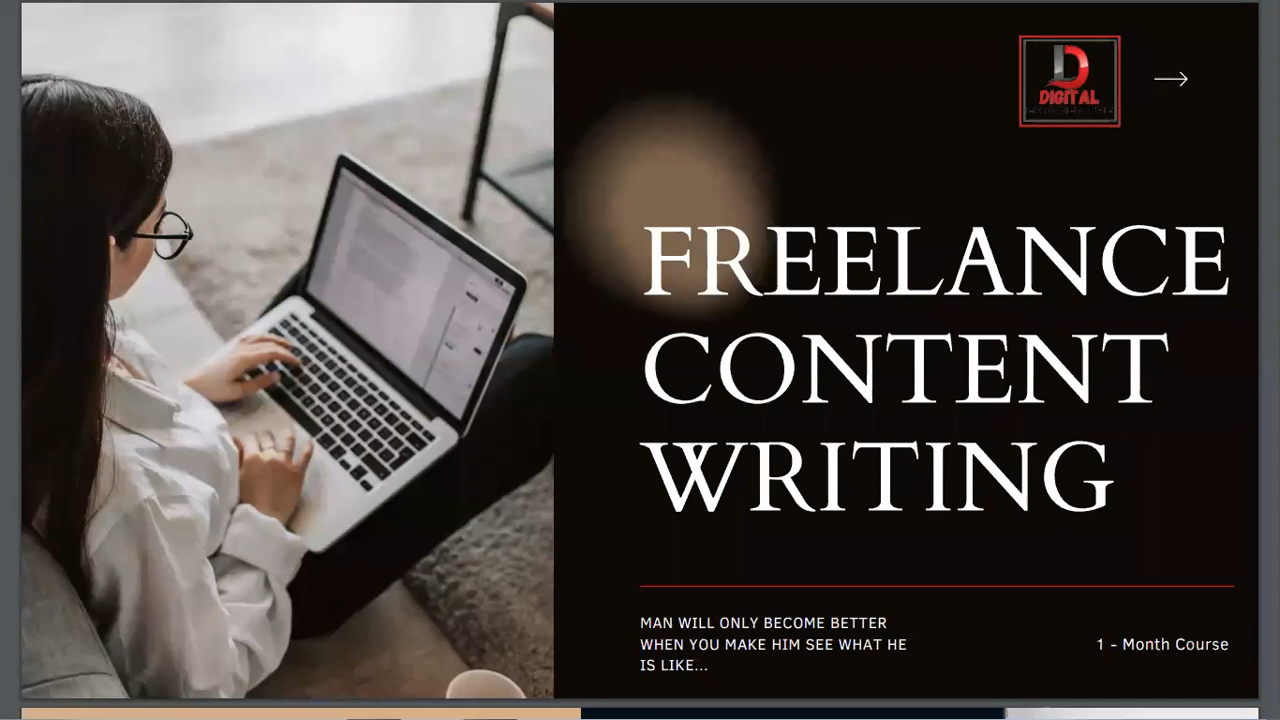 D
DIGITAL
FREELANCE
CONTENT
WRITING
MAN WILL ONLY BECOME BETTER
WHEN YOU MAKE HIM SEE WHAT HE
IS LIKE...
1 - Month Course